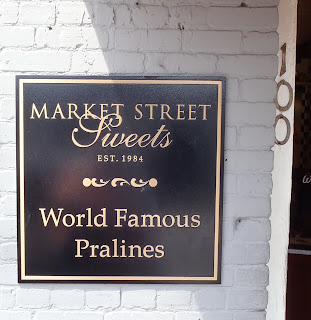 MARKET STREET
Sweets
EST. 1984
World Famous
Pralines
100